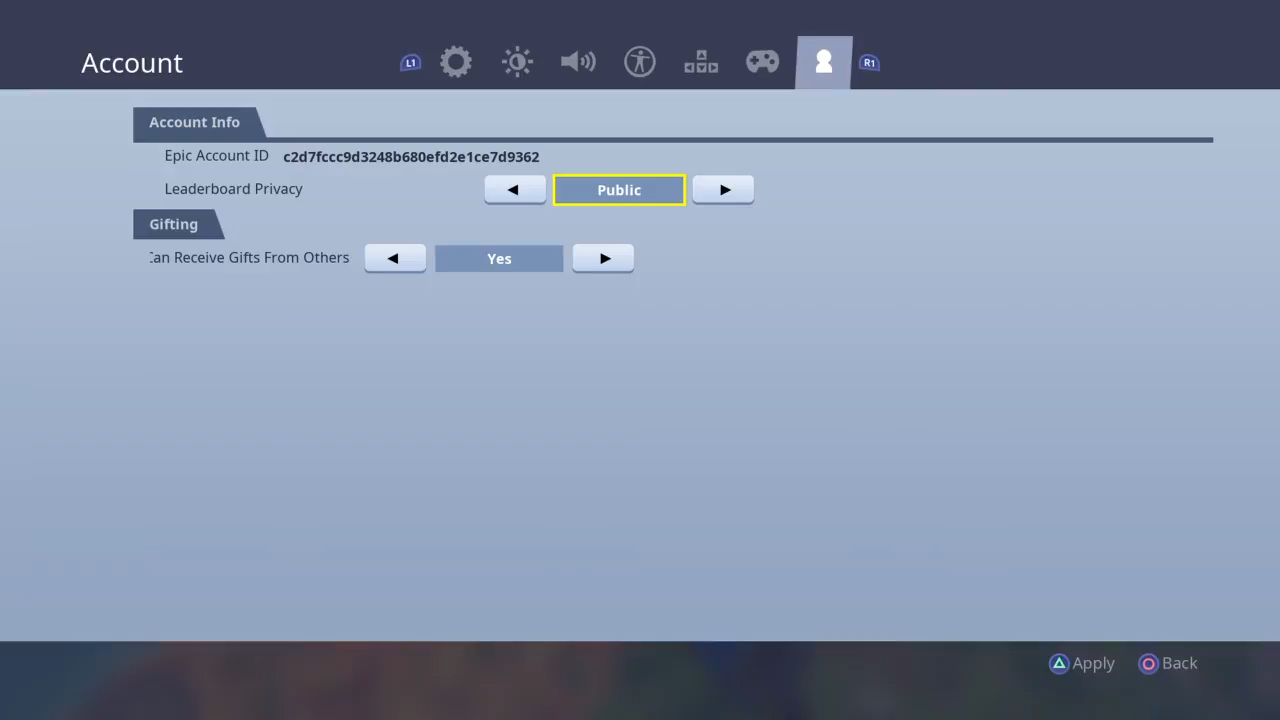 Account
L1
R1
Account Info
Epic Account ID c2d7fccc9d3248b680efd2e1ce7d9362
Leaderboard Privacy Public
Gifting
an Receive Gifts From Others Yes
Apply Back